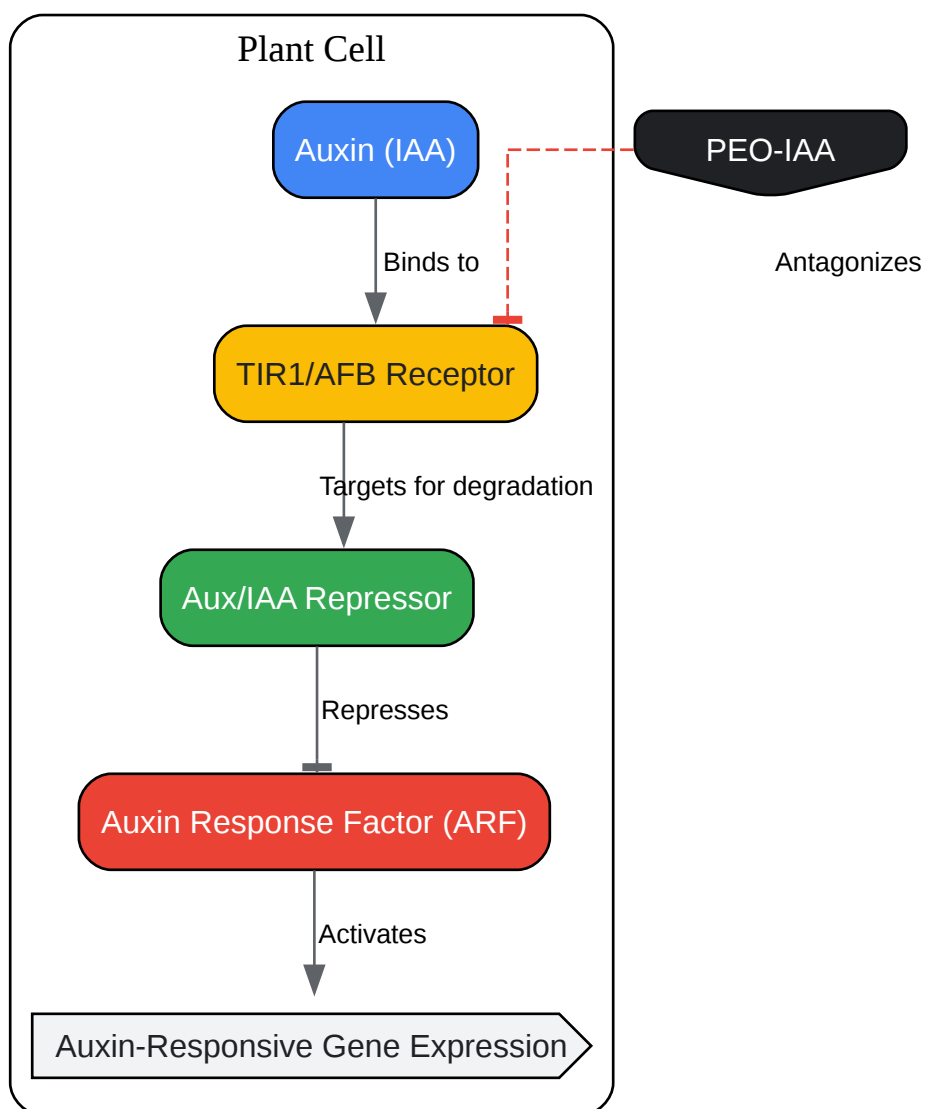 Plant Cell
Auxin (IAA)
PEO-IAA
Binds to
Antagonizes
TIR1/AFB Receptor
Targets for degradation
Aux/IAA Repressor
Represses
Auxin Response Factor (ARF)
Activates
Auxin-Responsive Gene Expression